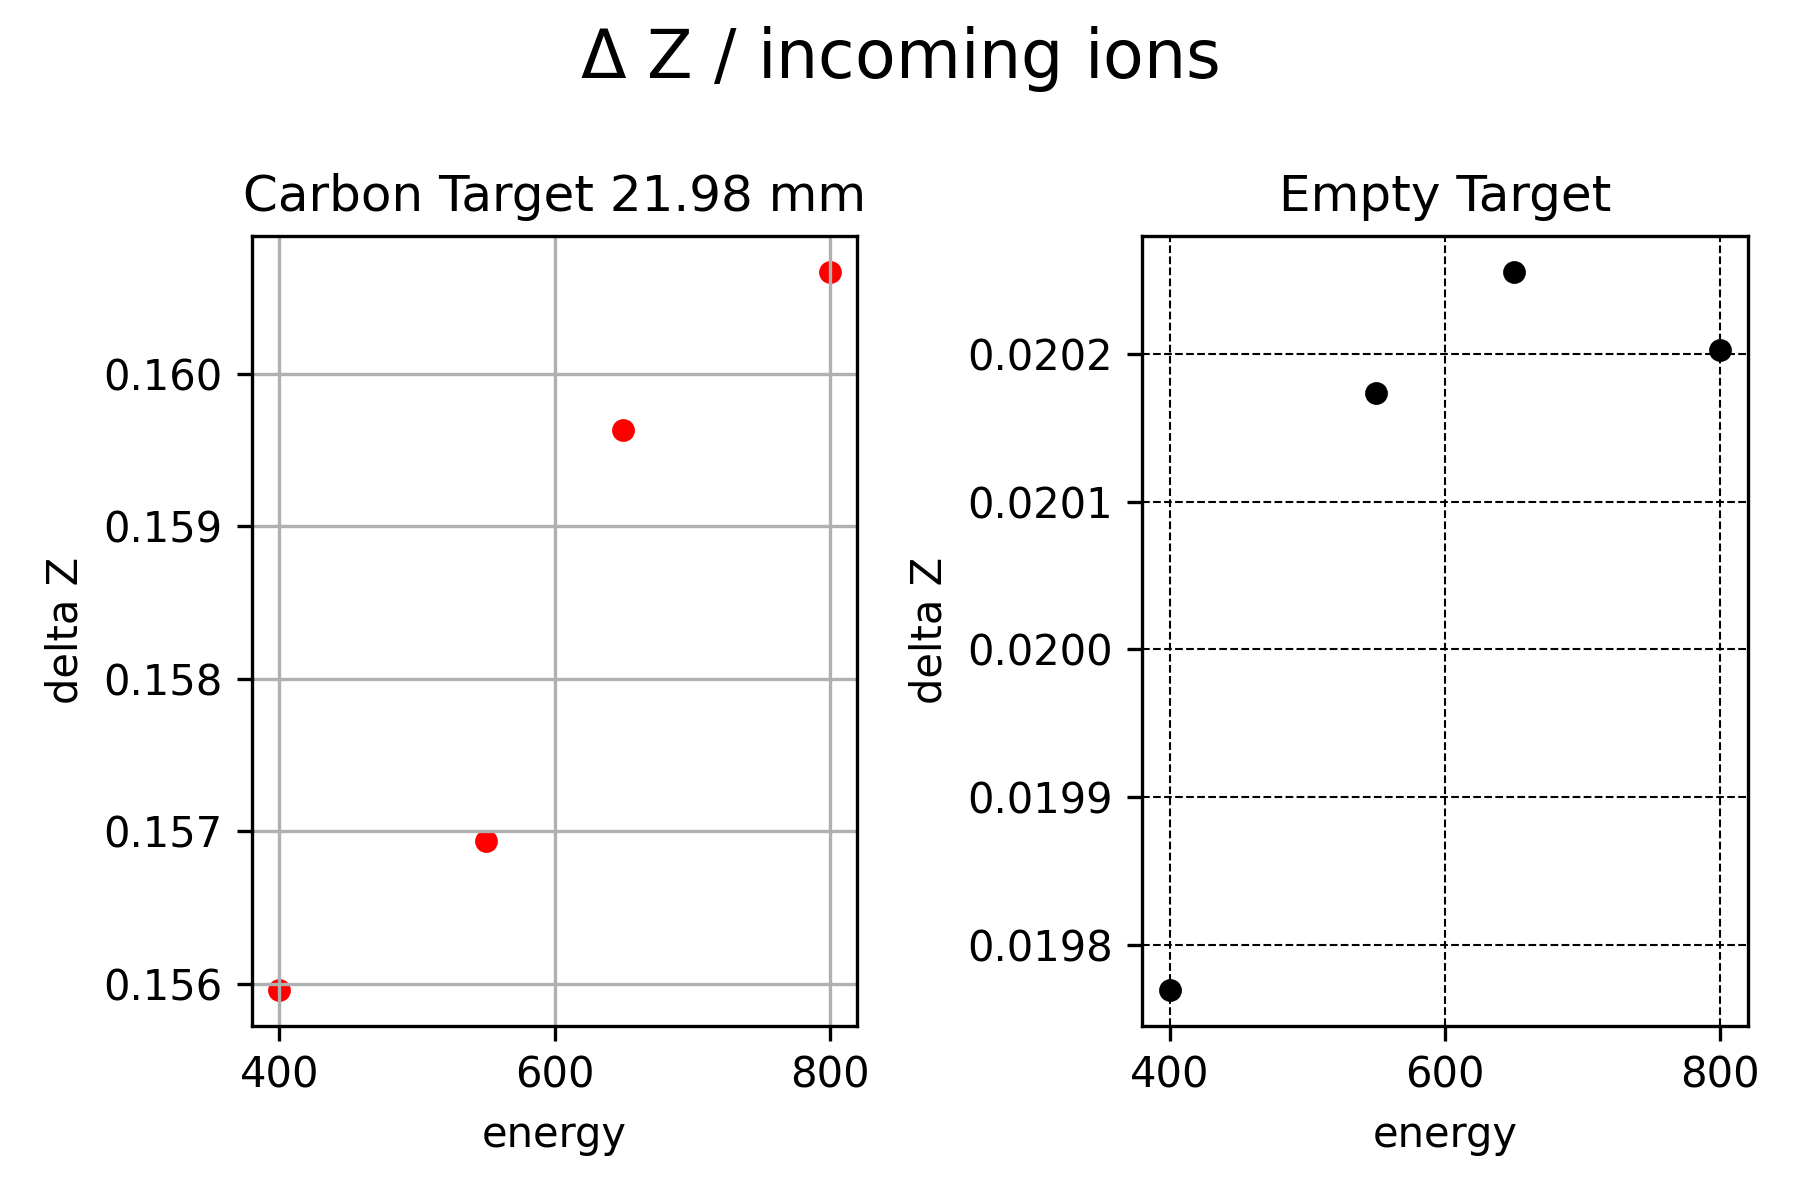 Δ Z / incoming ions
Carbon Target 21.98 mm
delta Z
0.160
0.159
0.158
0.157
0.156
400 600 800
energy
Empty Target
delta Z
0.0202
0.0201
0.0200
0.0199
0.0198
400 600 800
energy